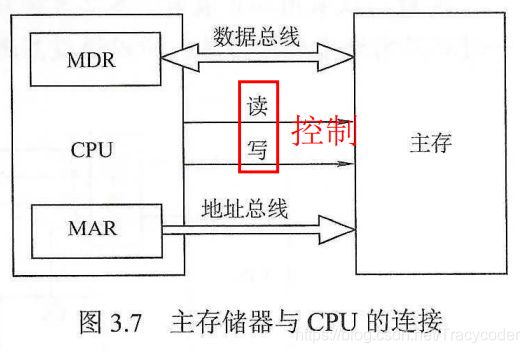 MDR
数据总线
读
控制
CPU
写
主存
地址总线
MAR
图 3.7 主存储器与 CPU 的连接
https://blog.csdn.net/Tracycoder